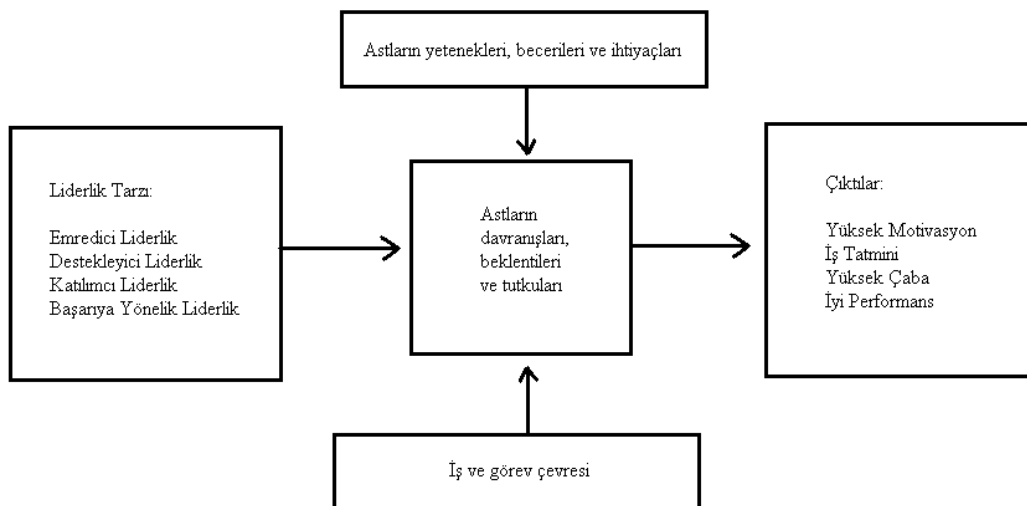 Astların yetenekleri, becerileri ve ihtiyaçları
Liderlik Tarzı:
Emredici Liderlik
Destekleyici Liderlik
Katılımcı Liderlik
Başarıya Yönelik Liderlik
Astların
davranışları,
beklentileri
ve tutkuları
Çıktılar:
Yüksek Motivasyon
İş Tatmini
Yüksek Çaba
İyi Performans
İş ve görev çevresi